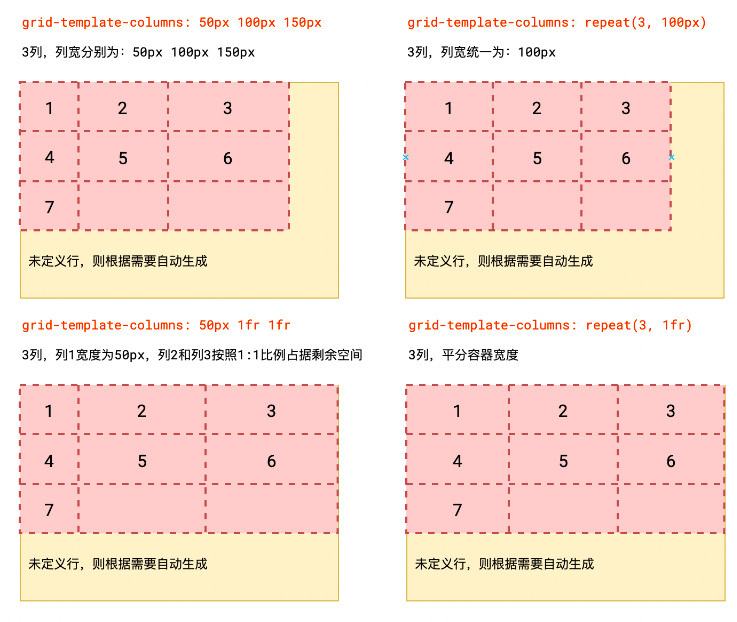 grid-template-columns: 50px 100px 150px
3列，列宽分别为：50px 100px 150px
1 2 3
4 5 6
7
未定义行，则根据需要自动生成
grid-template-columns: repeat(3, 100px)
3列，列宽统一为：100px
1 2 3
4 5 6
7
未定义行，则根据需要自动生成
grid-template-columns: 50px 1fr 1fr
3列，列1宽度为50px，列2和列3按照1:1比例占据剩余空间
1 2 3
4 5 6
7
未定义行，则根据需要自动生成
grid-template-columns: repeat(3, 1fr)
3列，平分容器宽度
1 2 3
4 5 6
7
未定义行，则根据需要自动生成